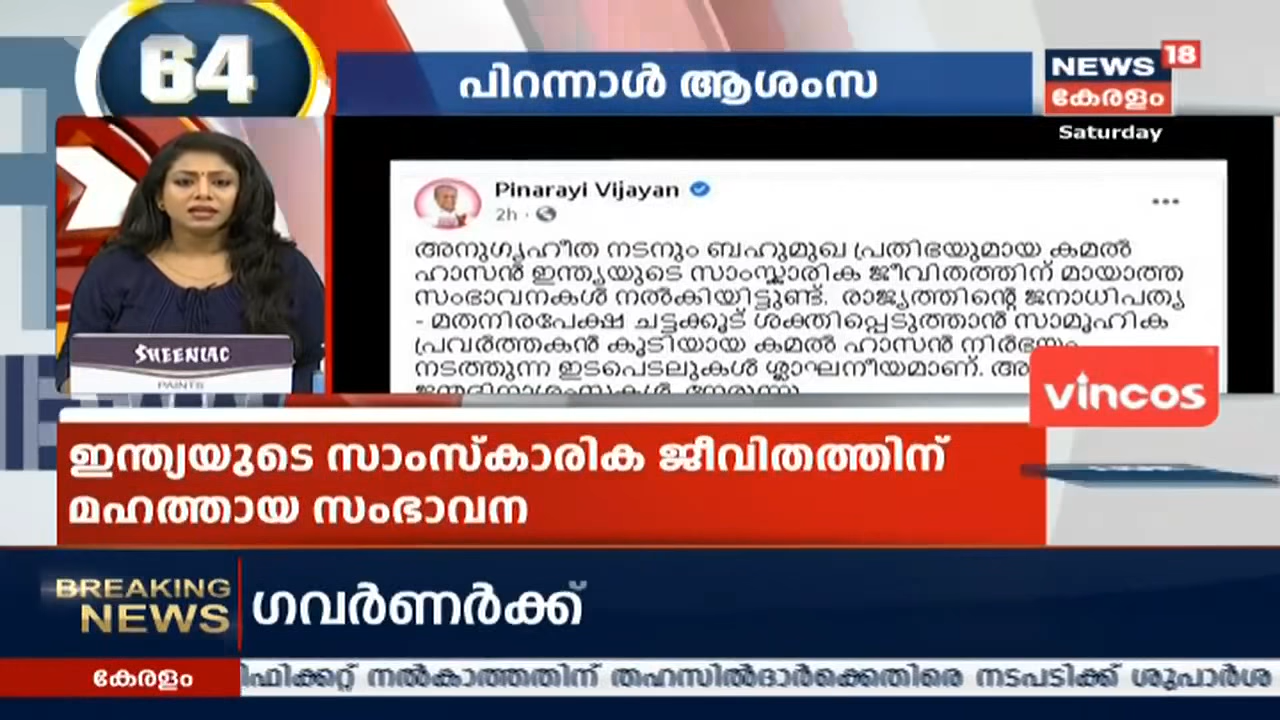 64
പിറന്നാൾ ആശംസ
NEWS 18
കേരളം
Saturday
Pinarayi Vijayan
2h
അനുഗൃഹീത നടനും ബഹുമുഖ പ്രതിഭയുമായ കമൽ
ഹാസൻ ഇന്ത്യയുടെ സാംസ്കാരിക ജീവിതത്തിന് മായാത്ത
സംഭാവനകൾ നൽകിയിട്ടുണ്ട്. രാജ്യത്തിന്റെ ജനാധിപത്യ
- മതനിരപേക്ഷ ചട്ടക്കൂട് ശക്തിപ്പെടുത്താൻ സാമൂഹിക
പ്രവർത്തകൻ കൂടിയായ കമൽ ഹാസൻ നിർഭയം
നടത്തുന്ന ഇടപെടലുകൾ ശ്ലാഘനീയമാണ്.
SHEENLAC
PAINTS
vincos
ഇന്ത്യയുടെ സാംസ്കാരിക ജീവിതത്തിന്
മഹത്തായ സംഭാവന
BREAKING
NEWS
ഗവർണർക്ക്
കേരളം
ിഫിക്കറ്റ് നൽകാത്തതിന് തഹസിൽദാർക്കെതിരെ നടപടിക്ക് ശുപാർശ